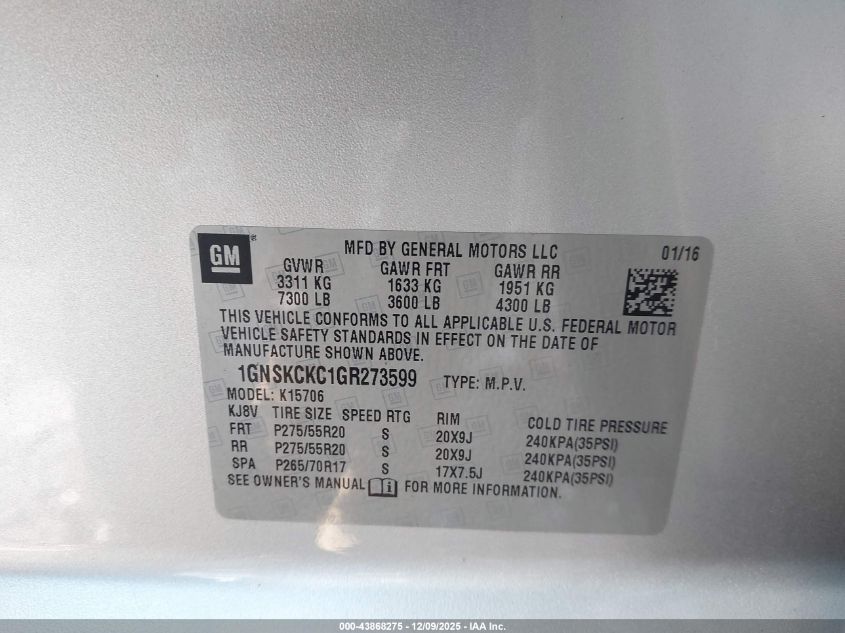 GM ® MFD BY GENERAL MOTORS LLC 01/16
GVWR GAWR FRT GAWR RR
3311 KG 1633 KG 1951 KG
7300 LB 3600 LB 4300 LB
THIS VEHICLE CONFORMS TO ALL APPLICABLE U.S. FEDERAL MOTOR
VEHICLE SAFETY STANDARDS IN EFFECT ON THE DATE OF
MANUFACTURE SHOWN ABOVE.
1GNSKCKC1GR273599 TYPE: M.P.V.
MODEL: K15706
KJ8V TIRE SIZE SPEED RTG RIM COLD TIRE PRESSURE
FRT P275/55R20 S 20X9J 240KPA(35PSI)
RR P275/55R20 S 20X9J 240KPA(35PSI)
SPA P265/70R17 S 17X7.5J 240KPA(35PSI)
SEE OWNER'S MANUAL FOR MORE INFORMATION.
000-43868275 - 12/09/2025 - IAA Inc.